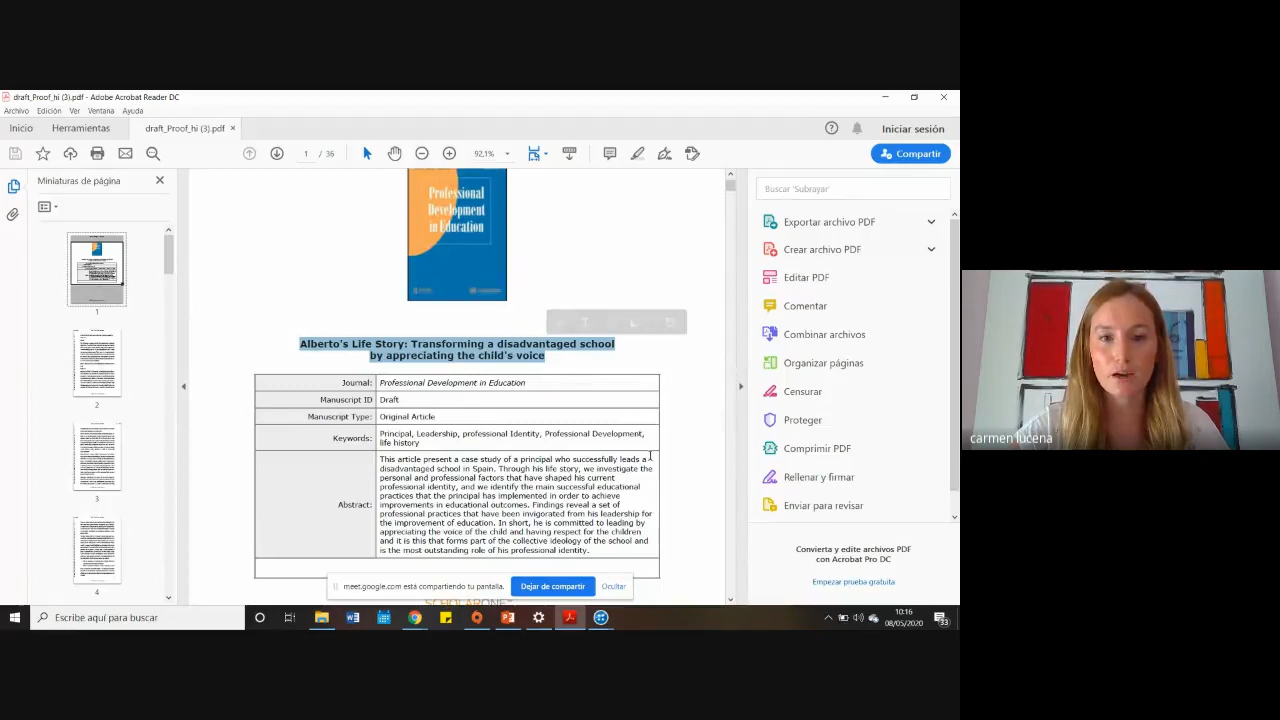 draft_Proof_hi (3).pdf - Adobe Acrobat Reader DC
Archivo Edición Ver Ventana Ayuda
Inicio Herramientas draft_Proof_hi (3).pdf × Iniciar sesión
1 / 36 92,1% Compartir
Miniaturas de página
1
2
3
4
Professional
Development
in Education
Alberto's Life Story: Transforming a disadvantaged school
by appreciating the child's voice
Journal: Professional Development in Education
Manuscript ID Draft
Manuscript Type: Original Article
Keywords: Principal, Leadership, professional Identity, Professional Development,
life history
Abstract:
This article present a case study of a principal who successfully leads a
disadvantaged school in Spain. Through his life story, we investigate the
personal and professional factors that have shaped his current
professional identity, and we identify the main successful educational
practices that the principal has implemented in order to achieve
improvements in educational outcomes. Findings reveal a set of
professional practices that have been invigorated from his leadership for
the improvement of education. In short, he is committed to leading by
appreciating the voice of the child and having respect for the children
and it is this that forms part of the collective ideology of the school and
is the most outstanding role of his professional identity.
meet.google.com está compartiendo tu pantalla. Dejar de compartir Ocultar
SCHOLARONE
Buscar 'Subrayar'
Exportar archivo PDF
Crear archivo PDF
Editar PDF
Comentar
Combinar archivos
Organizar páginas
Censurar
Proteger
Comprimir PDF
Rellenar y firmar
Enviar para revisar
Convierta y edite archivos PDF
con Acrobat Pro DC
Empezar prueba gratuita
Escribe aquí para buscar
10:16
08/05/2020
33
carmen lucena